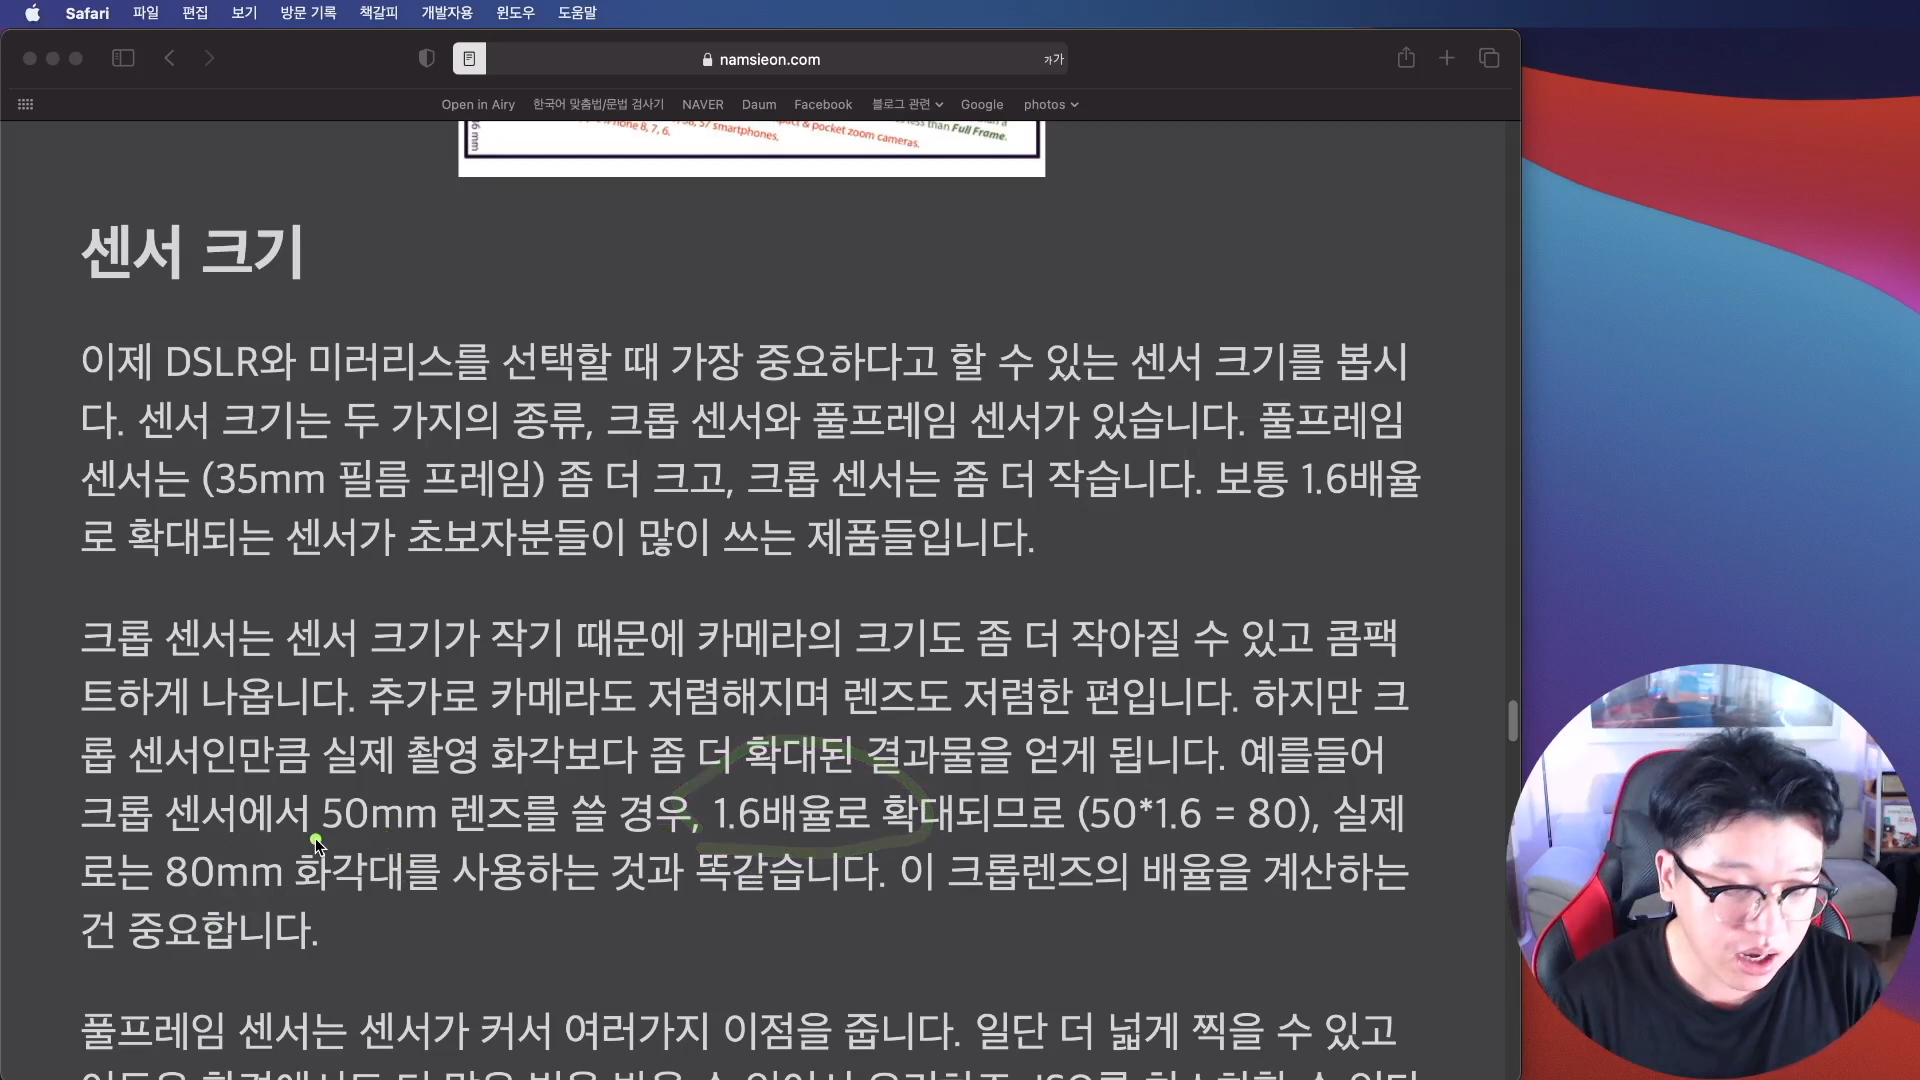 Safari 파일 편집 보기 방문 기록 책갈피 개발자용 윈도우 도움말
namsieon.com
가가
Open in Airy 한국어 맞춤법/문법 검사기 NAVER Daum Facebook 블로그 관련 Google photos
8, 7, 6. S7 smartphones. & pocket zoom cameras. less than Full Frame.
mm
센서 크기
이제 DSLR와 미러리스를 선택할 때 가장 중요하다고 할 수 있는 센서 크기를 봅시
다. 센서 크기는 두 가지의 종류, 크롭 센서와 풀프레임 센서가 있습니다. 풀프레임
센서는 (35mm 필름 프레임) 좀 더 크고, 크롭 센서는 좀 더 작습니다. 보통 1.6배율
로 확대되는 센서가 초보자분들이 많이 쓰는 제품들입니다.
크롭 센서는 센서 크기가 작기 때문에 카메라의 크기도 좀 더 작아질 수 있고 콤팩
트하게 나옵니다. 추가로 카메라도 저렴해지며 렌즈도 저렴한 편입니다. 하지만 크
롭 센서인만큼 실제 촬영 화각보다 좀 더 확대된 결과물을 얻게 됩니다. 예를들어
크롭 센서에서 50mm 렌즈를 쓸 경우, 1.6배율로 확대되므로 (50*1.6 = 80), 실제
로는 80mm 화각대를 사용하는 것과 똑같습니다. 이 크롭렌즈의 배율을 계산하는
건 중요합니다.
풀프레임 센서는 센서가 커서 여러가지 이점을 줍니다. 일단 더 넓게 찍을 수 있고